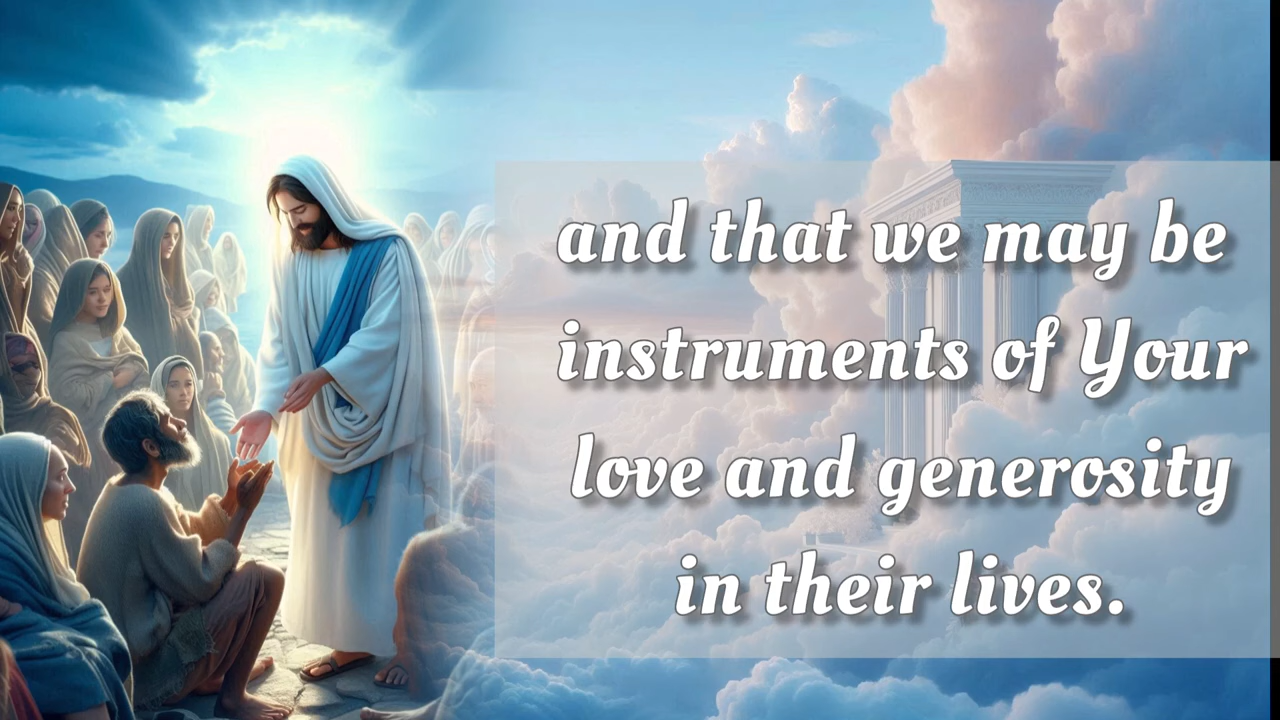 and that we may be
instruments of Your
love and generosity
in their lives.